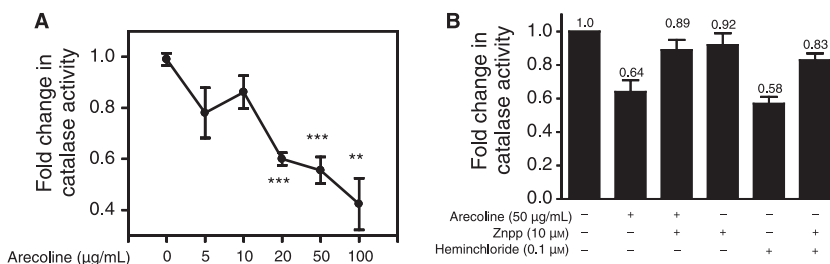 A
Fold change in
catalase activity
1.0
0.8
0.6
0.4
***
***
**
Arecoline (µg/mL) 0 5 10 20 50 100
B
Fold change in
catalase activity
1.0
0.8
0.6
0.4
0.2
0.0
1.0 0.64 0.89 0.92 0.58 0.83
Arecoline (50 µg/mL) – + + – – –
Znpp (10 µM) – – + + – +
Heminchloride (0.1 µM) – – – – + +